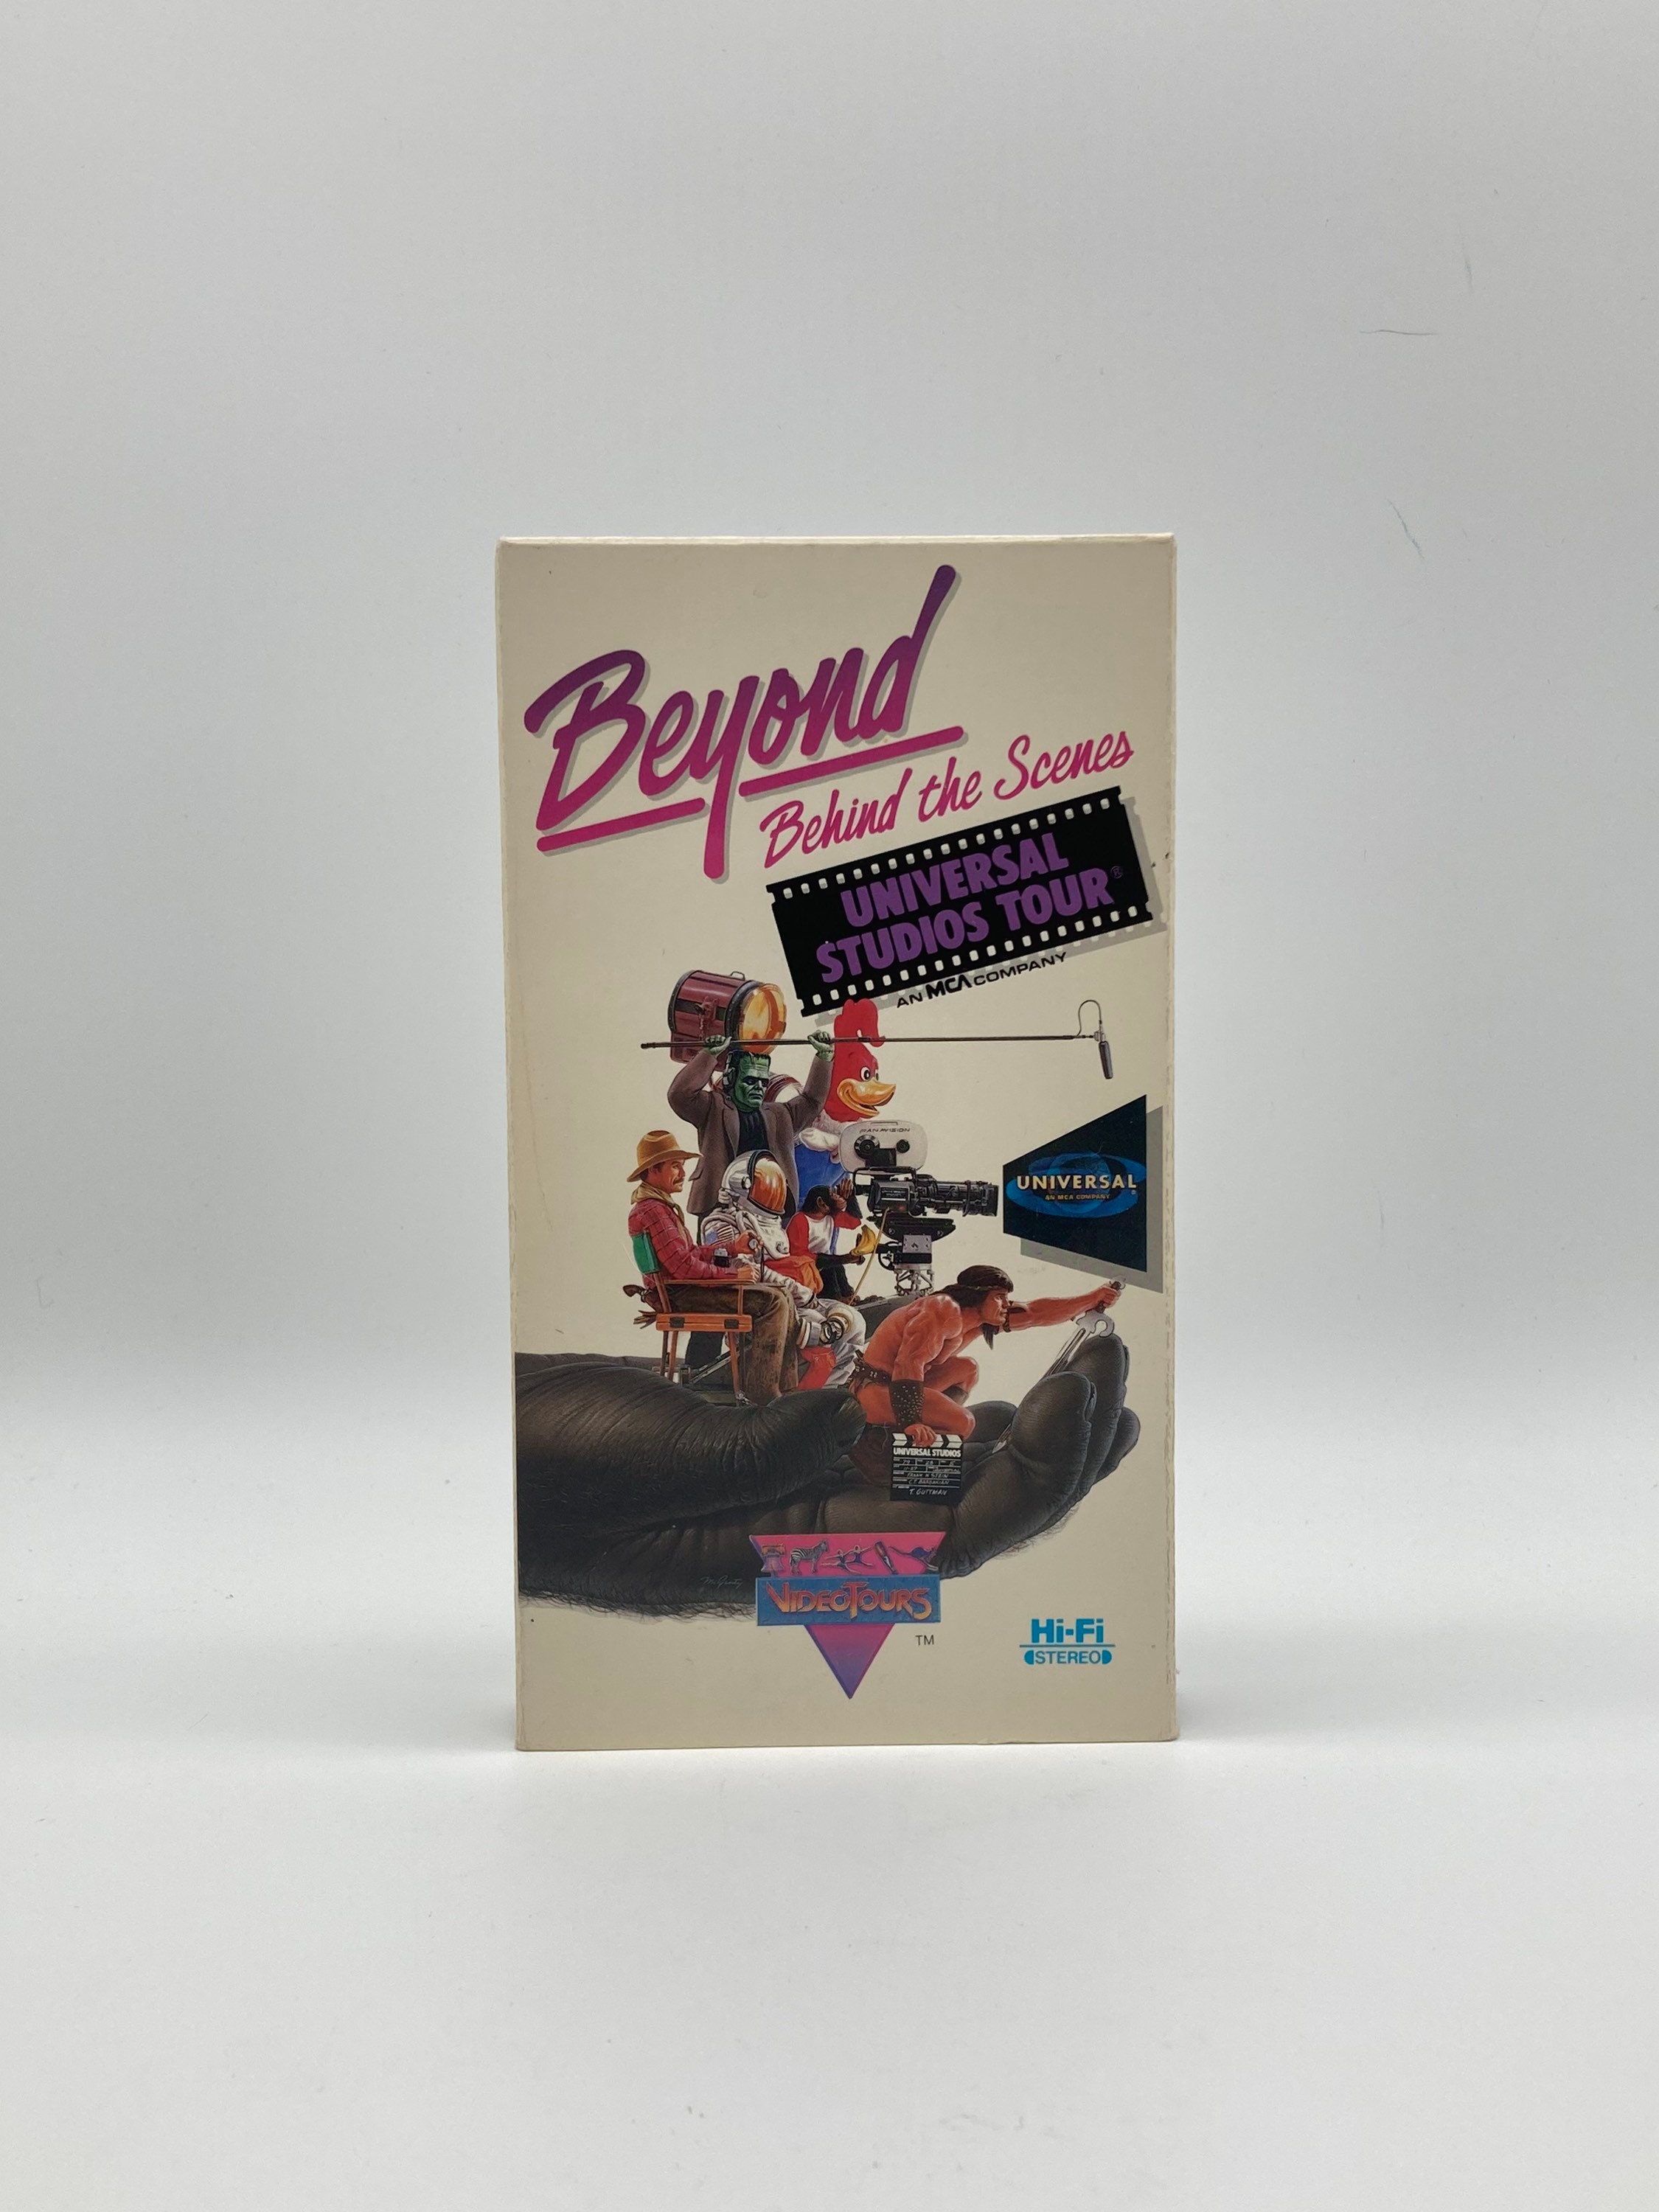 Beyond
Behind the Scenes
UNIVERSAL
STUDIOS TOUR®
AN MCA COMPANY
PANAVISION
UNIVERSAL®
AN MCA COMPANY
UNIVERSAL STUDIOS
T. GUTTMAN
VIDEOTOURS
TM
Hi-Fi
STEREO